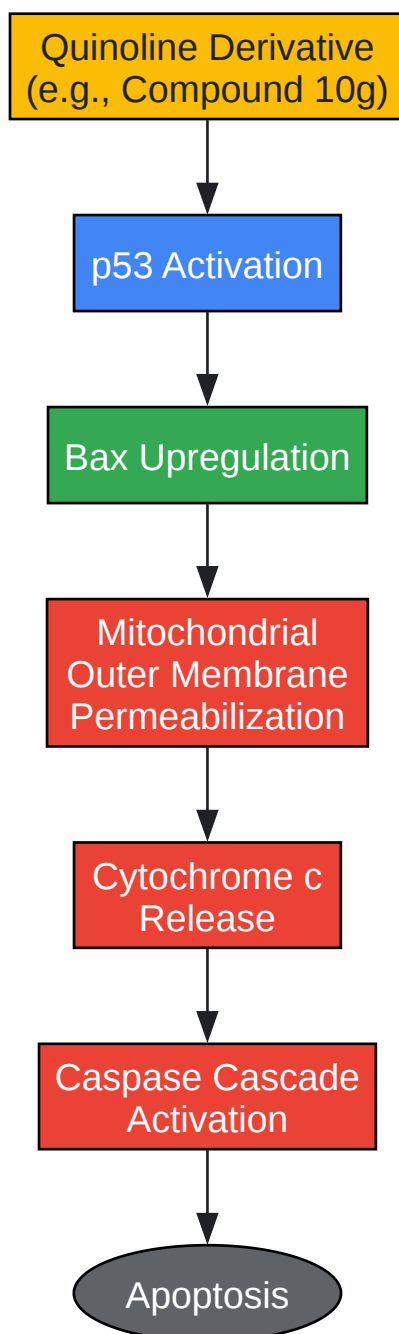 Quinoline Derivative
(e.g., Compound 10g)
p53 Activation
Bax Upregulation
Mitochondrial
Outer Membrane
Permeabilization
Cytochrome c
Release
Caspase Cascade
Activation
Apoptosis